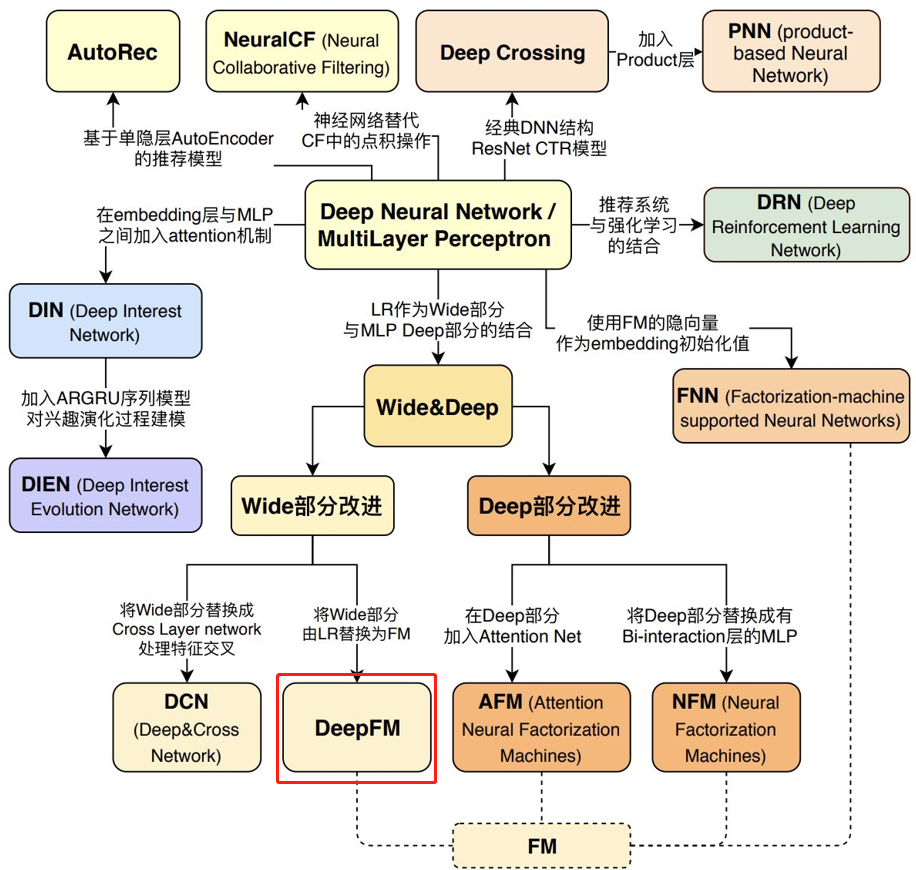 AutoRec
NeuralCF (Neural
Collaborative Filtering)
Deep Crossing
加入
Product层
PNN (product-
based Neural
Network)
基于单隐层AutoEncoder
的推荐模型
神经网络替代
CF中的点积操作
经典DNN结构
ResNet CTR模型
Deep Neural Network /
MultiLayer Perceptron
在embedding层与MLP
之间加入attention机制
推荐系统
与强化学习
的结合
DRN (Deep
Reinforcement Learning
Network)
DIN (Deep Interest
Network)
LR作为Wide部分
与MLP Deep部分的结合
使用FM的隐向量
作为embedding初始化值
加入ARGRU序列模型
对兴趣演化过程建模
Wide&Deep
FNN (Factorization-machine
supported Neural Networks)
DIEN (Deep Interest
Evolution Network)
Wide部分改进
Deep部分改进
将Wide部分替换成
Cross Layer network
处理特征交叉
将Wide部分
由LR替换为FM
在Deep部分
加入Attention Net
将Deep部分替换成有
Bi-interaction层的MLP
DCN
(Deep&Cross
Network)
DeepFM
AFM (Attention
Neural Factorization
Machines)
NFM (Neural
Factorization
Machines)
FM